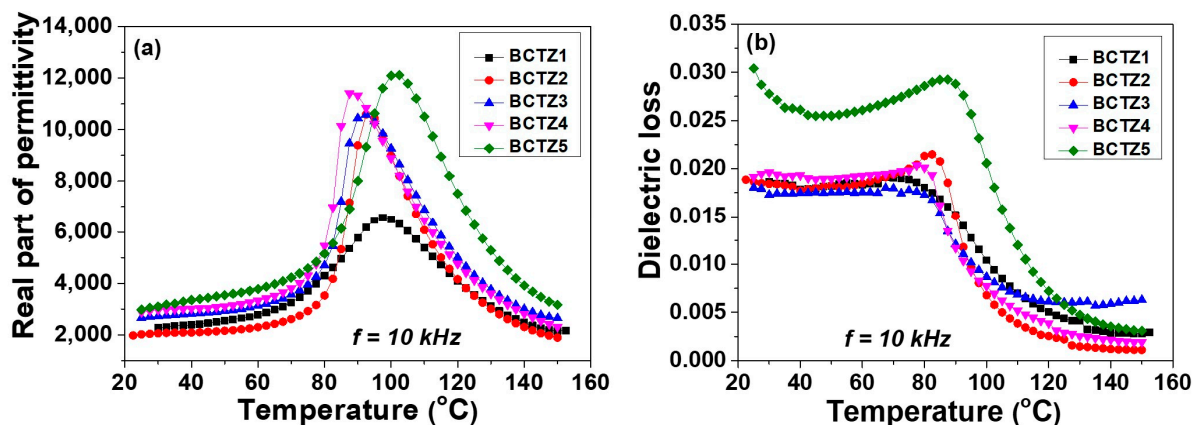 (a)
Real part of permittivity
14,000
12,000
10,000
8,000
6,000
4,000
2,000
BCTZ1
BCTZ2
BCTZ3
BCTZ4
BCTZ5
f = 10 kHz
20 40 60 80 100 120 140 160
Temperature (°C)
(b)
Dielectric loss
0.035
0.030
0.025
0.020
0.015
0.010
0.005
0.000
BCTZ1
BCTZ2
BCTZ3
BCTZ4
BCTZ5
f = 10 kHz
20 40 60 80 100 120 140 160
Temperature (°C)